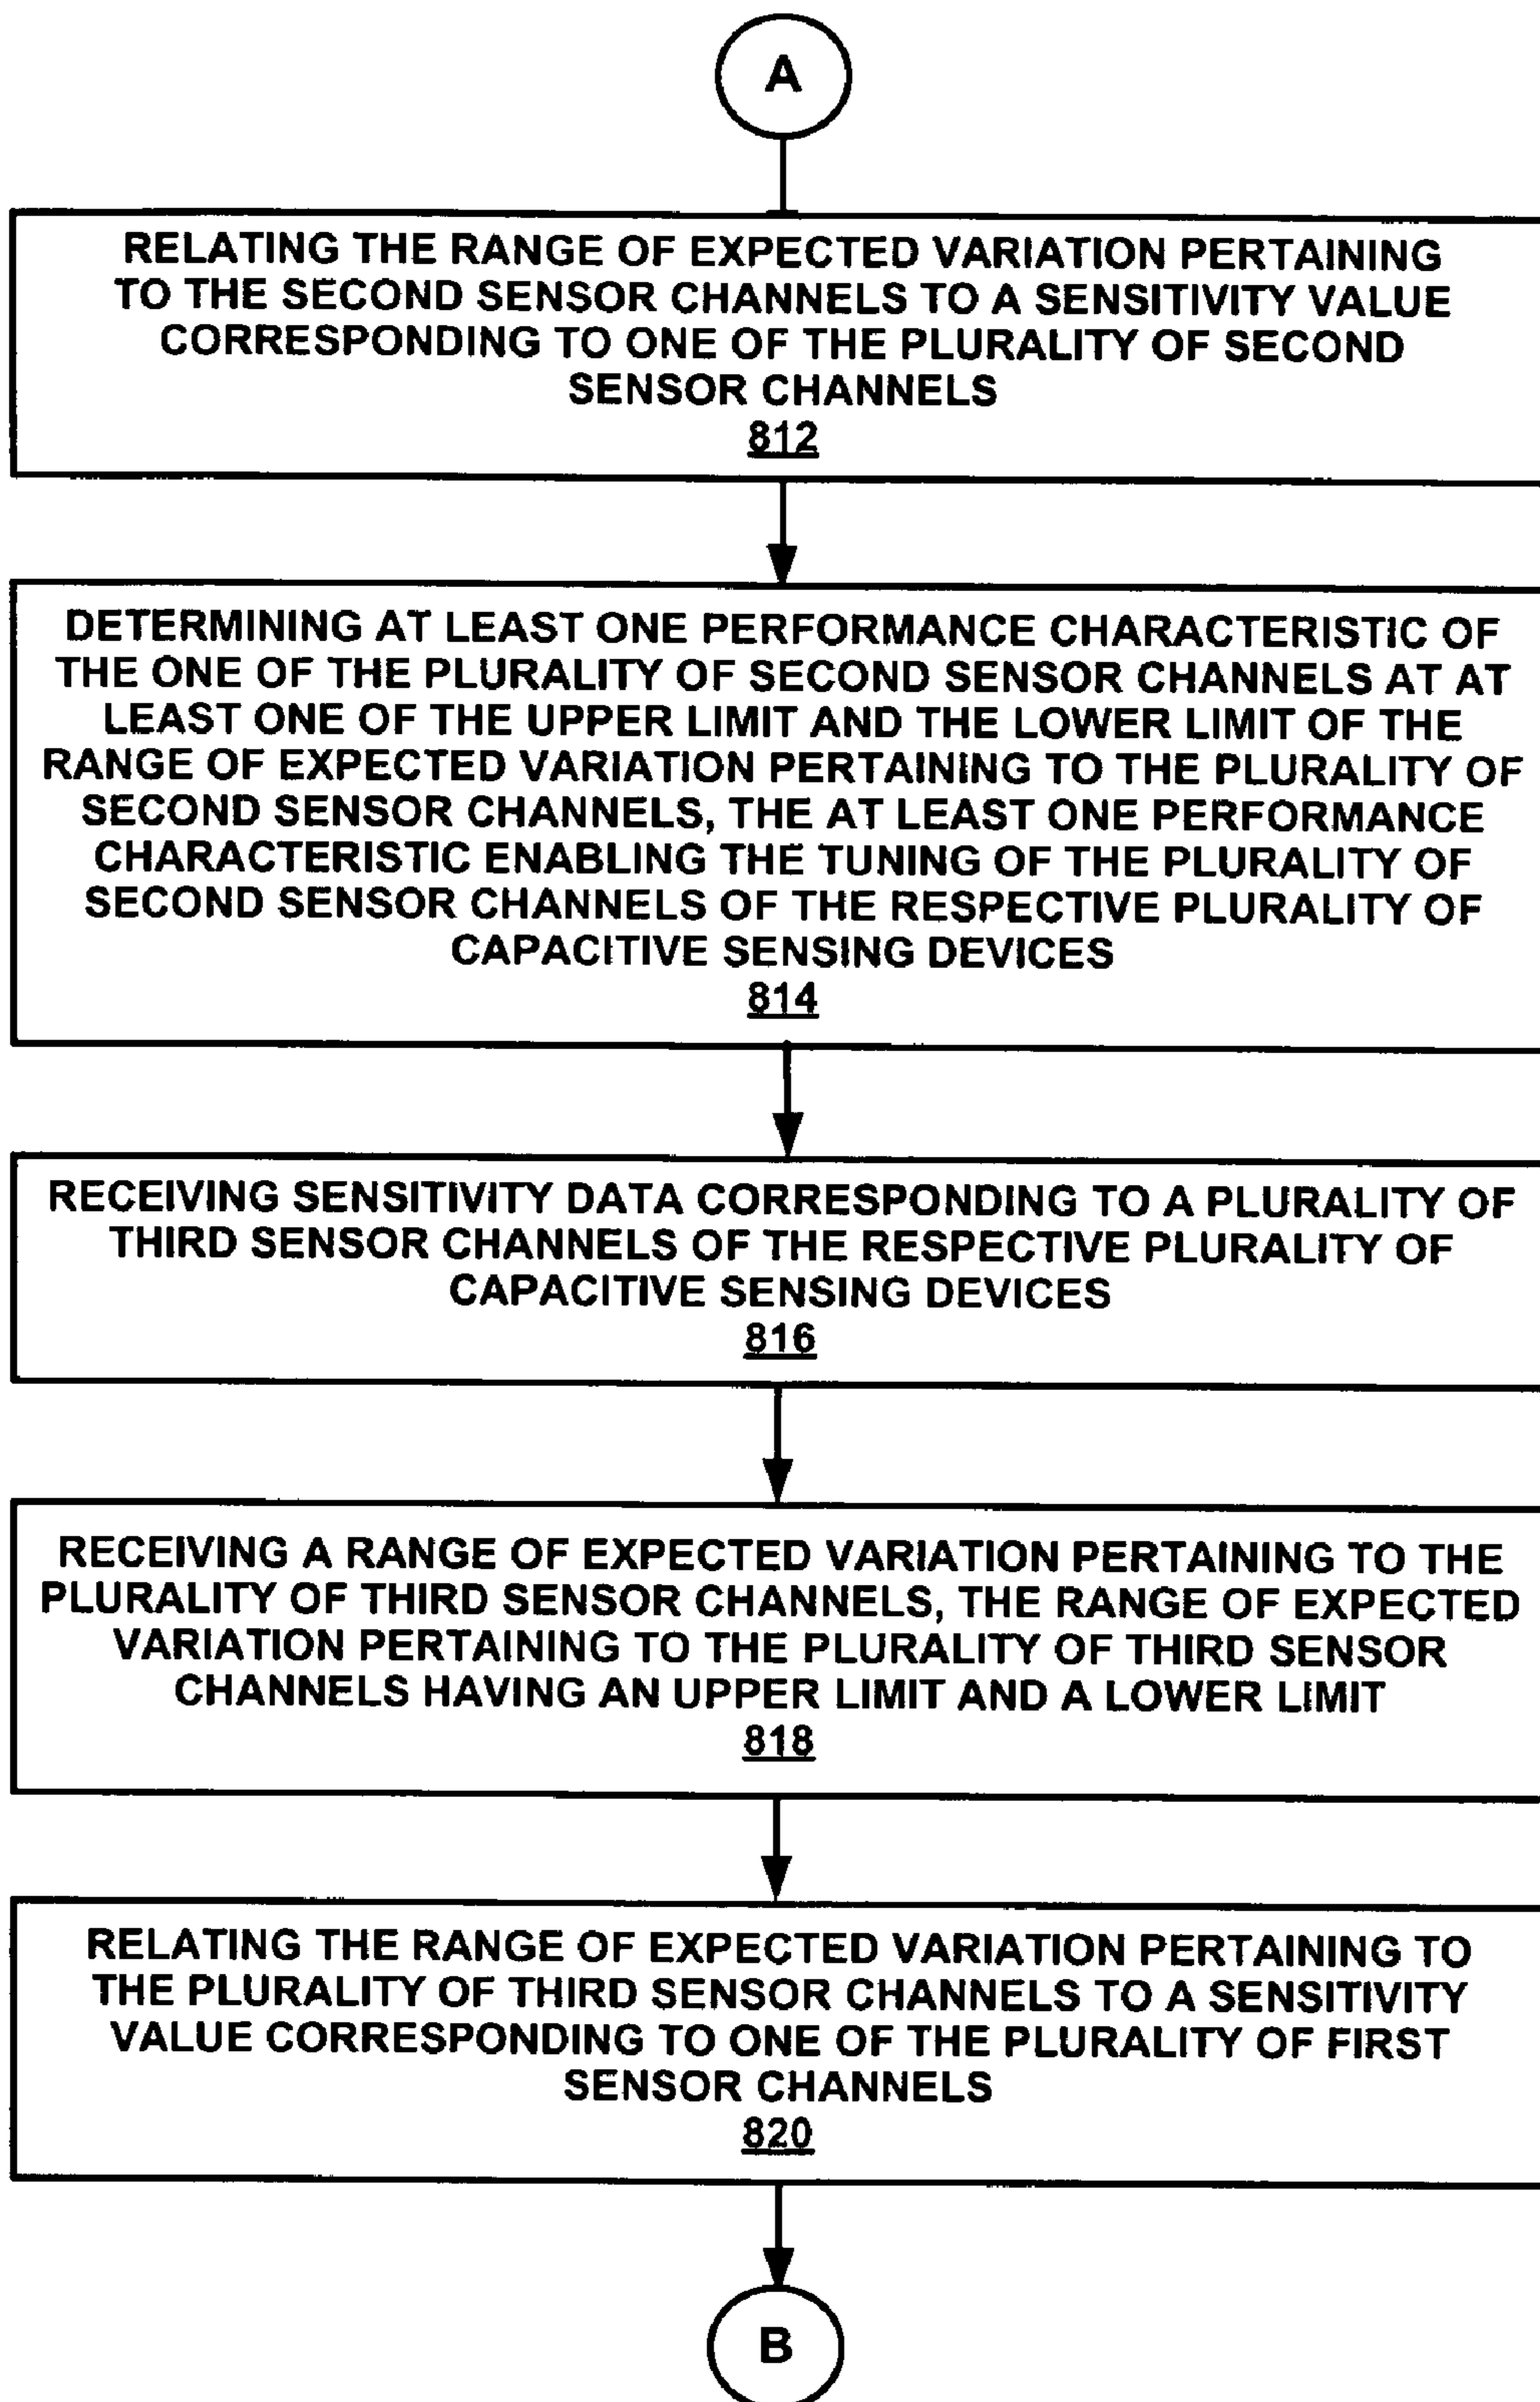 A
RELATING THE RANGE OF EXPECTED VARIATION PERTAINING
TO THE SECOND SENSOR CHANNELS TO A SENSITIVITY VALUE
CORRESPONDING TO ONE OF THE PLURALITY OF SECOND
SENSOR CHANNELS
812
DETERMINING AT LEAST ONE PERFORMANCE CHARACTERISTIC OF
THE ONE OF THE PLURALITY OF SECOND SENSOR CHANNELS AT AT
LEAST ONE OF THE UPPER LIMIT AND THE LOWER LIMIT OF THE
RANGE OF EXPECTED VARIATION PERTAINING TO THE PLURALITY OF
SECOND SENSOR CHANNELS, THE AT LEAST ONE PERFORMANCE
CHARACTERISTIC ENABLING THE TUNING OF THE PLURALITY OF
SECOND SENSOR CHANNELS OF THE RESPECTIVE PLURALITY OF
CAPACITIVE SENSING DEVICES
814
RECEIVING SENSITIVITY DATA CORRESPONDING TO A PLURALITY OF
THIRD SENSOR CHANNELS OF THE RESPECTIVE PLURALITY OF
CAPACITIVE SENSING DEVICES
816
RECEIVING A RANGE OF EXPECTED VARIATION PERTAINING TO THE
PLURALITY OF THIRD SENSOR CHANNELS, THE RANGE OF EXPECTED
VARIATION PERTAINING TO THE PLURALITY OF THIRD SENSOR
CHANNELS HAVING AN UPPER LIMIT AND A LOWER LIMIT
818
RELATING THE RANGE OF EXPECTED VARIATION PERTAINING TO
THE PLURALITY OF THIRD SENSOR CHANNELS TO A SENSITIVITY
VALUE CORRESPONDING TO ONE OF THE PLURALITY OF FIRST
SENSOR CHANNELS
820
B